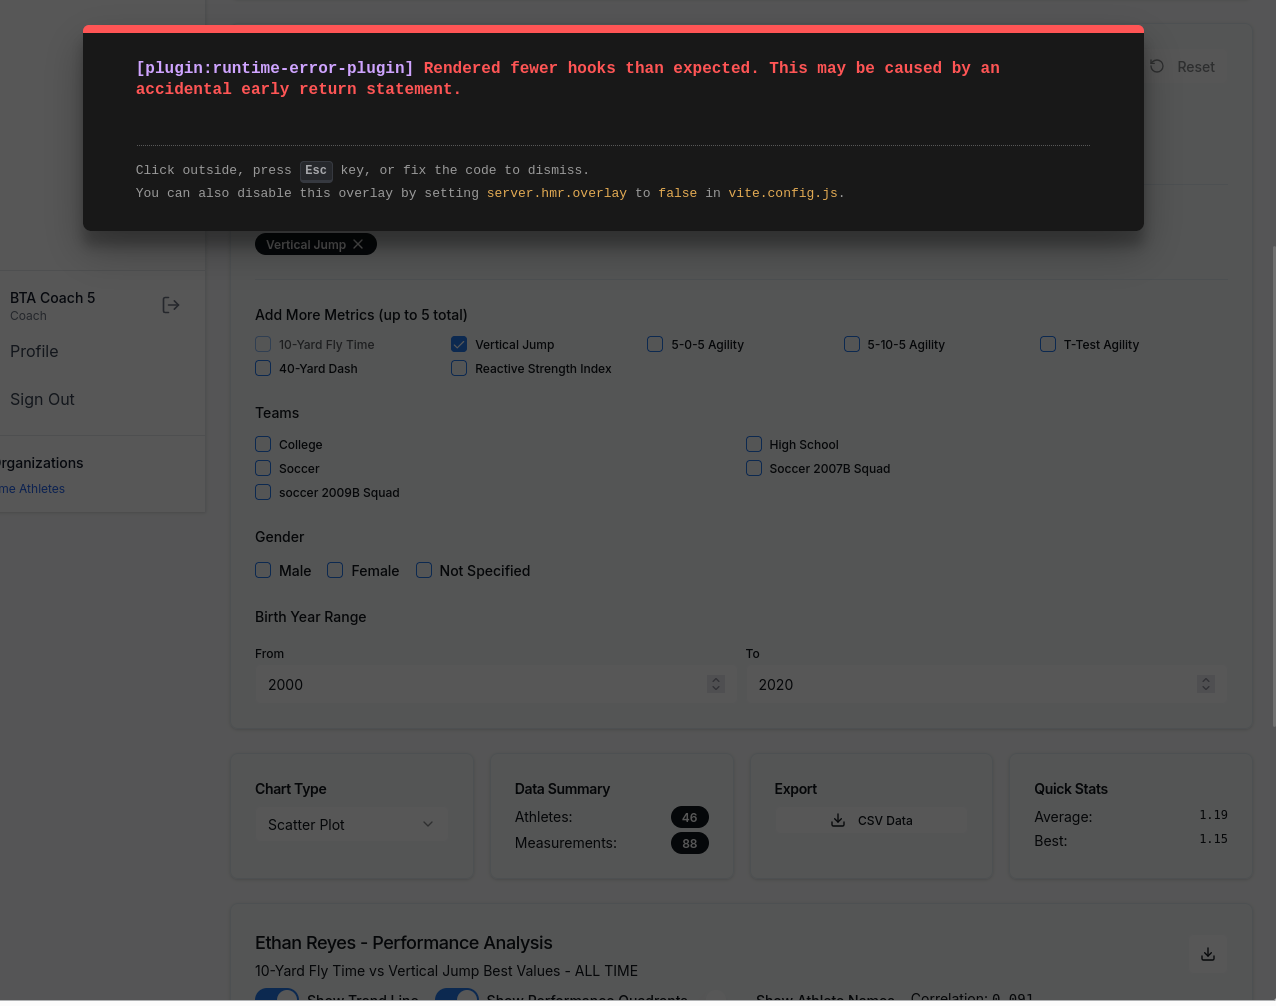 [plugin:runtime-error-plugin] Rendered fewer hooks than expected. This may be caused by an
accidental early return statement.
Reset
Click outside, press Esc key, or fix the code to dismiss.
You can also disable this overlay by setting server.hmr.overlay to false in vite.config.js.
Vertical Jump
BTA Coach 5
Coach
Profile
Sign Out
rganizations
me Athletes
Add More Metrics (up to 5 total)
10-Yard Fly Time Vertical Jump 5-0-5 Agility 5-10-5 Agility T-Test Agility
40-Yard Dash Reactive Strength Index
Teams
College High School
Soccer Soccer 2007B Squad
soccer 2009B Squad
Gender
Male Female Not Specified
Birth Year Range
From To
2000 2020
Chart Type
Scatter Plot
Data Summary
Athletes: 46
Measurements: 88
Export
CSV Data
Quick Stats
Average: 1.19
Best: 1.15
Ethan Reyes - Performance Analysis
10-Yard Fly Time vs Vertical Jump Best Values - ALL TIME
Show Trend Line Show Performance Quadrants Show Athlete Names Correlation: 0.091